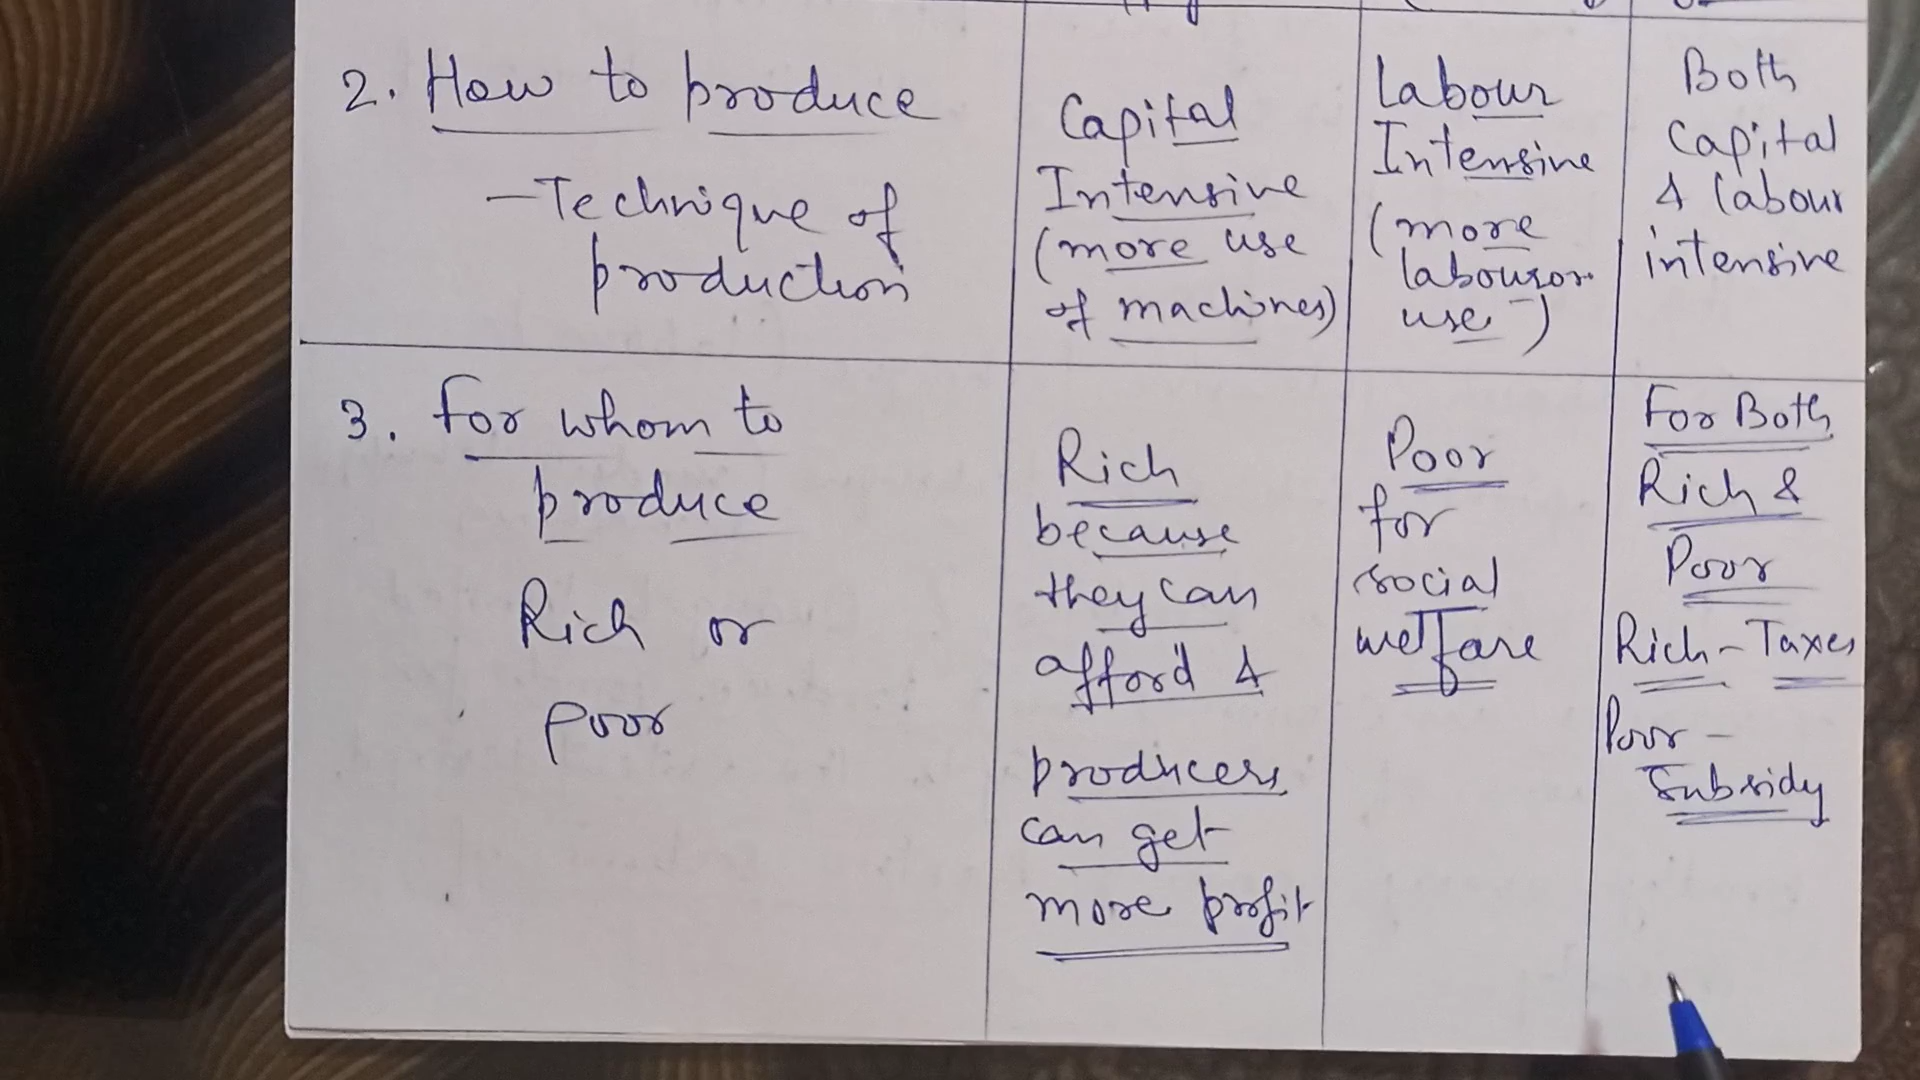 2. How to produce
- Technique of
production
Capital
Intensive
(more use
of machines)
Labour
Intensive
(more
labouror
use)
Both
Capital
& labour
intensive
3. For whom to
produce
Rich or
poor
Rich
because
they can
afford &
producers
can get
more profit
Poor
for
social
welfare
For Both
Rich &
Poor
Rich - Taxes
Poor -
Subsidy